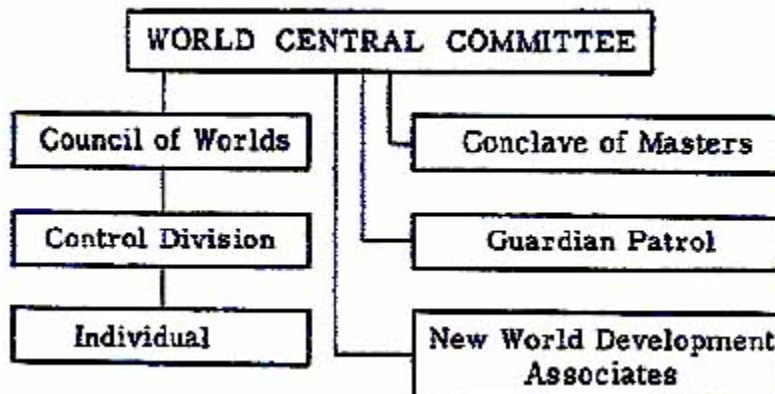 WORLD CENTRAL COMMITTEE
Council of Worlds
Conclave of Masters
Control Division
Guardian Patrol
Individual
New World Development
Associates